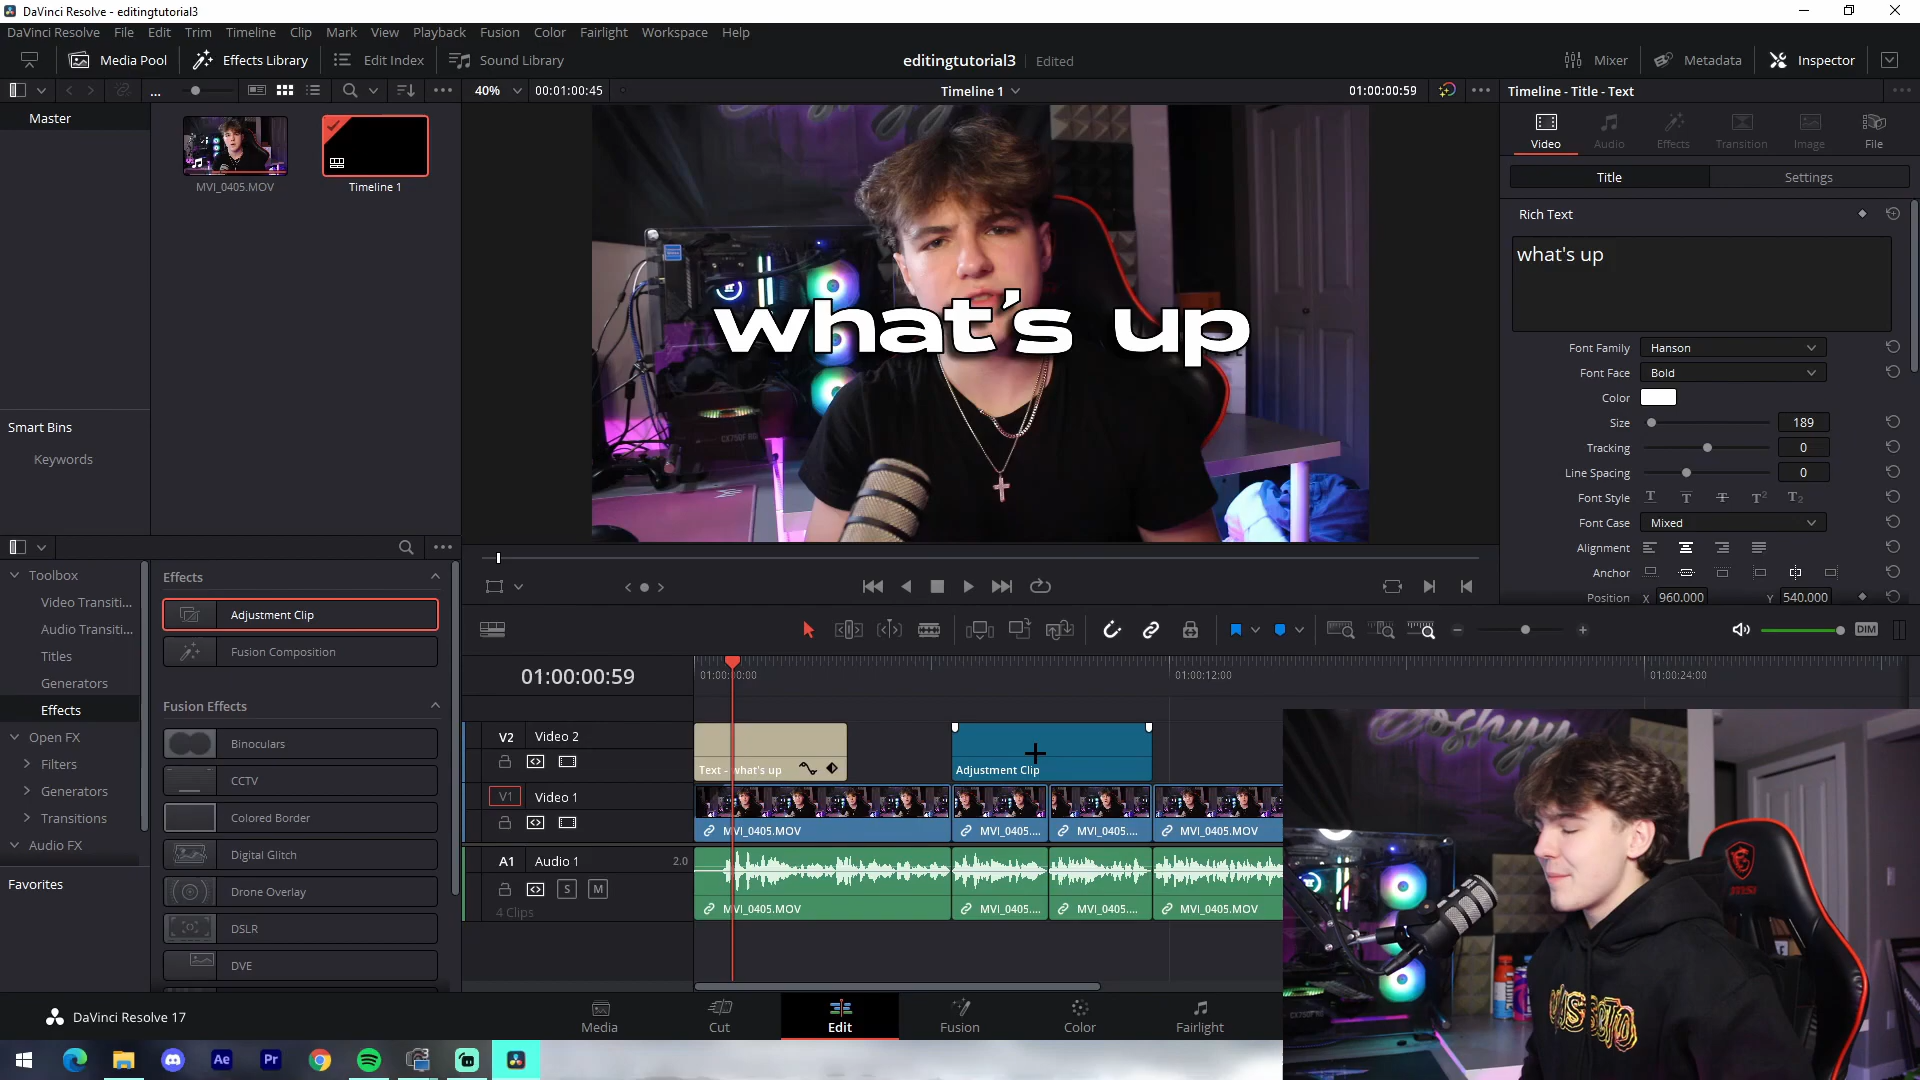 DaVinci Resolve - editingtutorial3
DaVinci Resolve File Edit Trim Timeline Clip Mark View Playback Fusion Color Fairlight Workspace Help
Media Pool Effects Library Edit Index Sound Library editingtutorial3 Edited Mixer Metadata Inspector
... 40% 00:01:00:45 Timeline 1 01:00:00:59 Timeline - Title - Text
Master
MVI_0405.MOV Timeline 1
Smart Bins
Keywords
what's up
Video Audio Effects Transition Image File
Title Settings
Rich Text
what's up
Font Family Hanson
Font Face Bold
Color
Size 189
Tracking 0
Line Spacing 0
Font Style T T T T2 T2
Font Case Mixed
Alignment
Anchor
Position X 960.000 Y 540.000
Toolbox
Video Transiti...
Audio Transiti...
Titles
Generators
Effects
Open FX
Filters
Generators
Transitions
Audio FX
Favorites
Effects
Adjustment Clip
Fusion Composition
Fusion Effects
Binoculars
CCTV
Colored Border
Digital Glitch
Drone Overlay
DSLR
DVE
DIM
01:00:00:59 01:00:00:00 01:00:12:00 01:00:24:00
V2 Video 2
Text - what's up Adjustment Clip
V1 Video 1
MVI_0405.MOV MVI_0405.... MVI_0405.... MVI_0405.MOV
A1 Audio 1 2.0
S M
MVI_0405.MOV MVI_0405.... MVI_0405.... MVI_0405.MOV
4 Clips
DaVinci Resolve 17
Media Cut Edit Fusion Color Fairlight
Ae Pr
Joshyy
msi